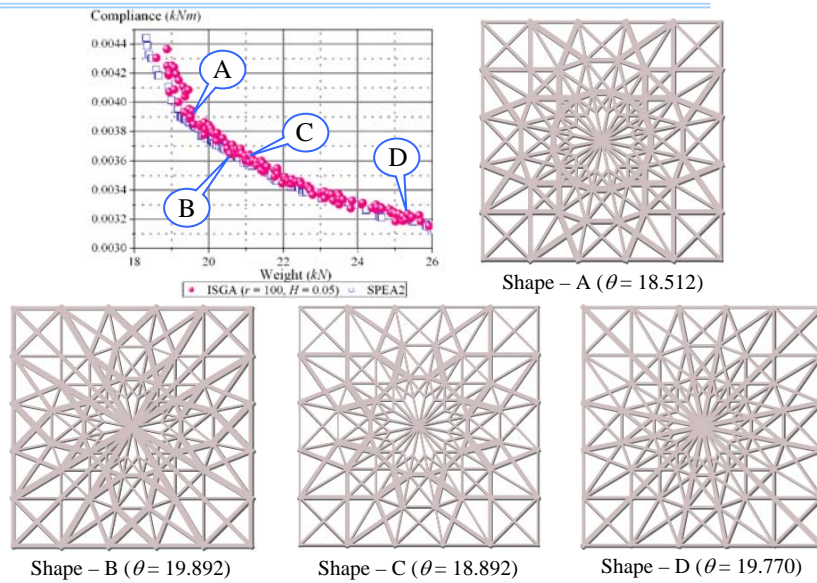 Compliance (kNm)
0.0044
0.0042
0.0040
0.0038
0.0036
0.0034
0.0032
0.0030
A
C
D
B
18 20 22 24 26
Weight (kN)
ISGA (r = 100, H = 0.05) SPEA2
Shape – A (θ = 18.512)
Shape – B (θ = 19.892)
Shape – C (θ = 18.892)
Shape – D (θ = 19.770)